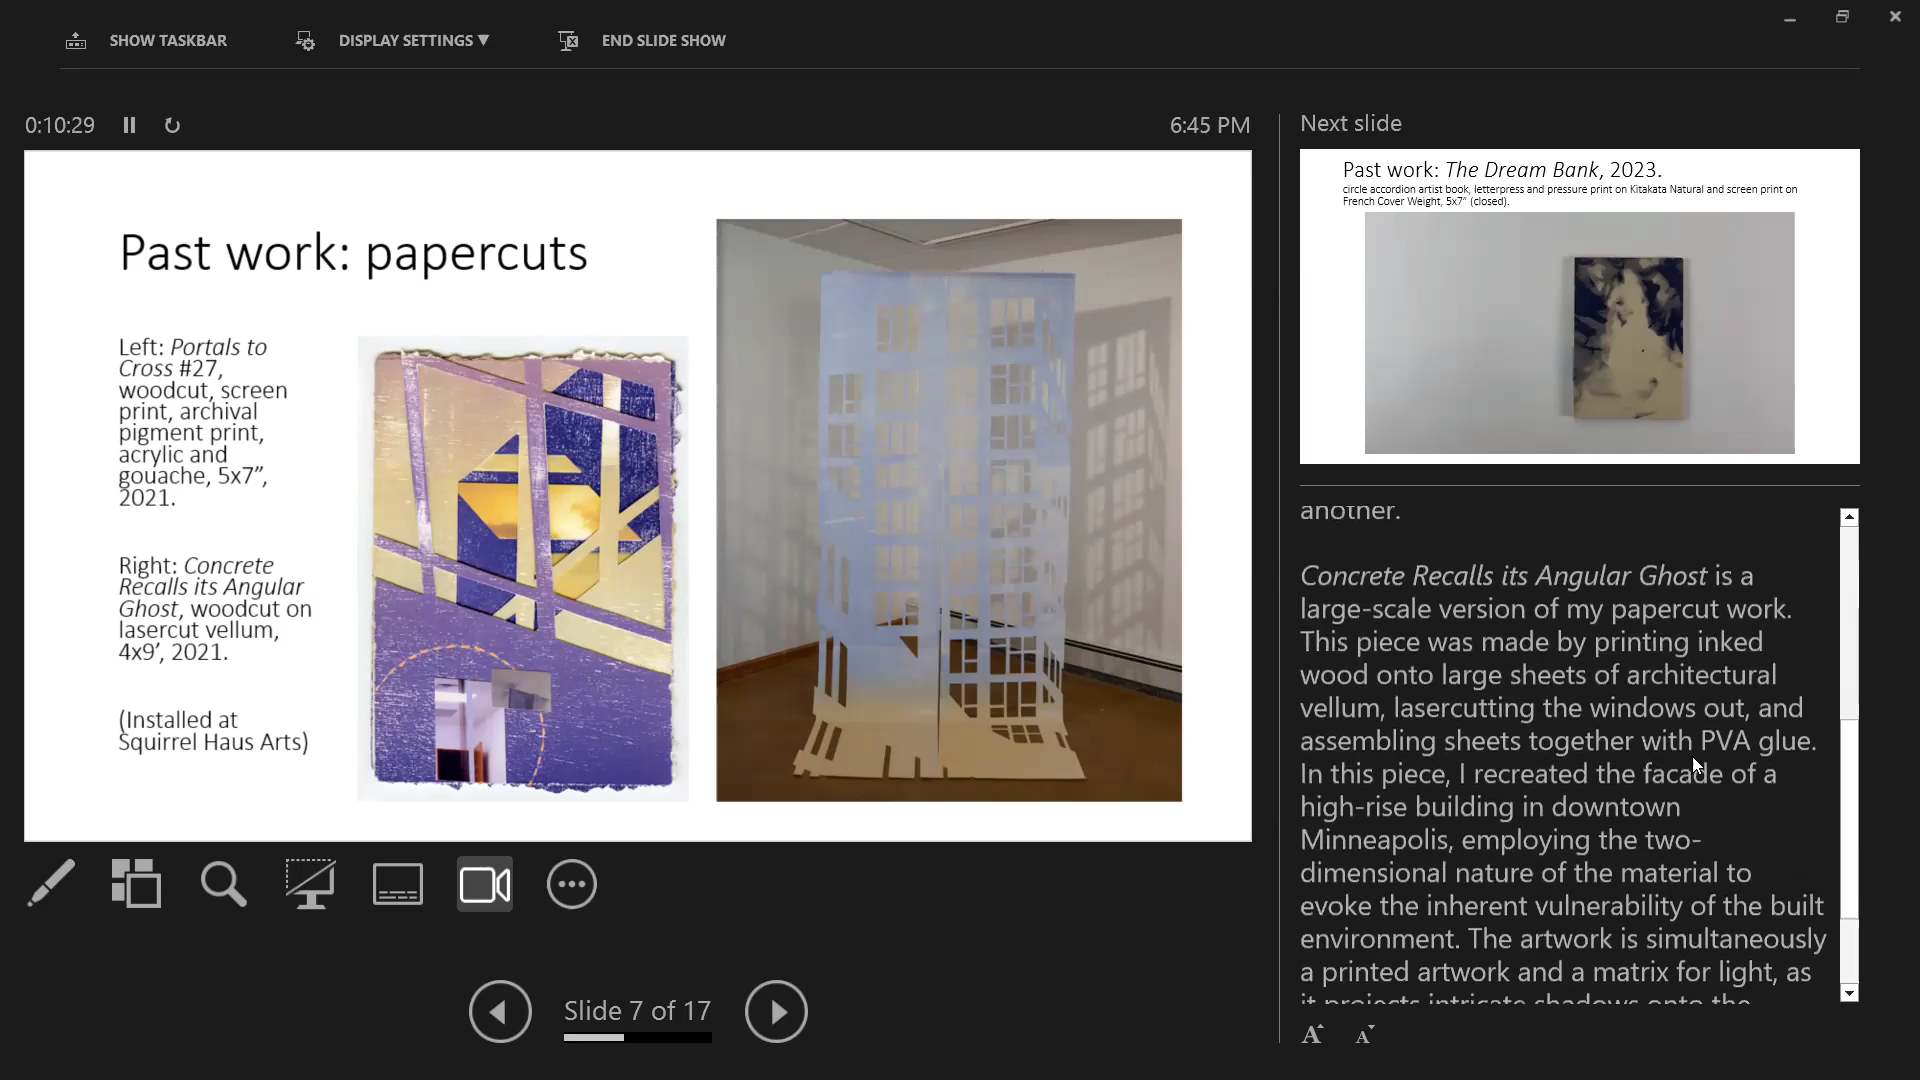 SHOW TASKBAR
DISPLAY SETTINGS ▼
END SLIDE SHOW
0:10:29
6:45 PM
Past work: papercuts
Left: Portals to
Cross #27,
woodcut, screen
print, archival
pigment print,
acrylic and
gouache, 5x7”,
2021.
Right: Concrete
Recalls its Angular
Ghost, woodcut on
lasercut vellum,
4x9’, 2021.
(Installed at
Squirrel Haus Arts)
Slide 7 of 17
Next slide
Past work: The Dream Bank, 2023.
circle accordion artist book, letterpress and pressure print on Kitakata Natural and screen print on
French Cover Weight, 5x7” (closed).
another.
Concrete Recalls its Angular Ghost is a
large-scale version of my papercut work.
This piece was made by printing inked
wood onto large sheets of architectural
vellum, lasercutting the windows out, and
assembling sheets together with PVA glue.
In this piece, I recreated the facade of a
high-rise building in downtown
Minneapolis, employing the two-
dimensional nature of the material to
evoke the inherent vulnerability of the built
environment. The artwork is simultaneously
a printed artwork and a matrix for light, as
it projects intricate shadows onto the
A A